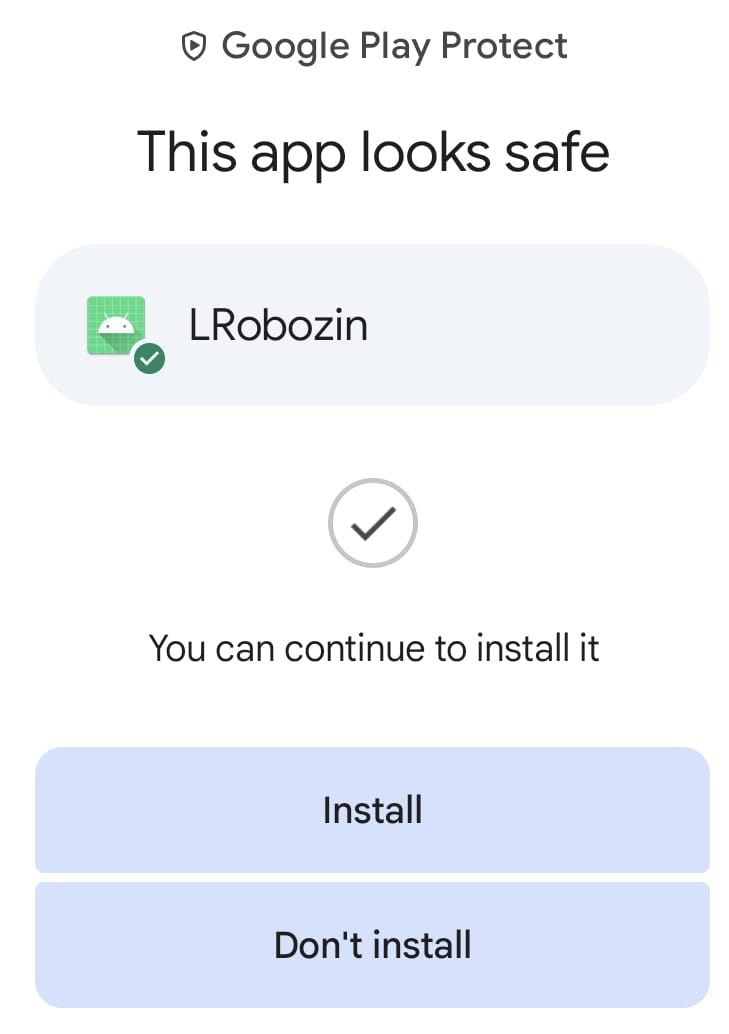 Google Play Protect
This app looks safe
LRobozin
You can continue to install it
Install
Don't install